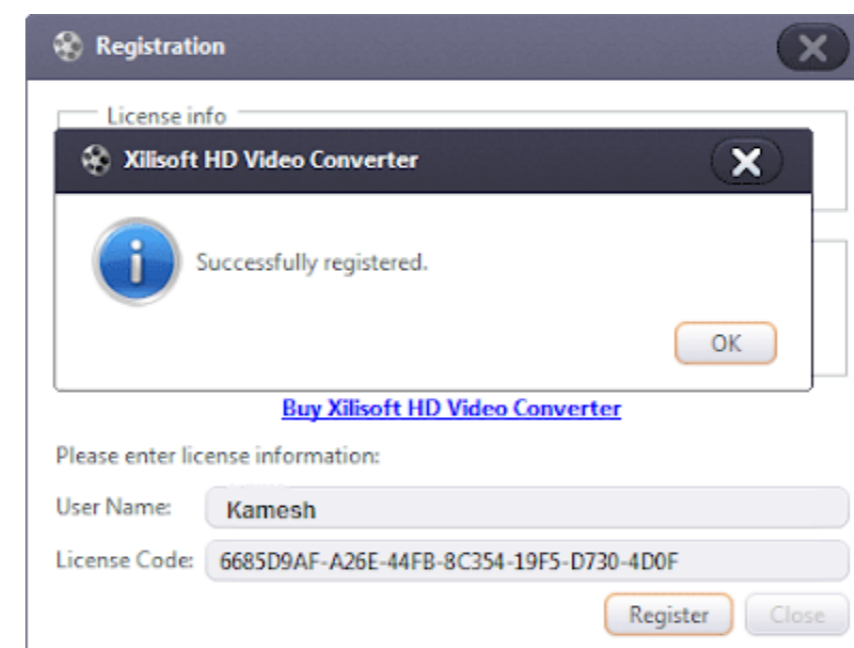 Registration
License info
Xilisoft HD Video Converter
Successfully registered.
OK
Buy Xilisoft HD Video Converter
Please enter license information:
User Name: Kamesh
License Code: 6685D9AF-A26E-44FB-8C354-19F5-D730-4D0F
Register Close